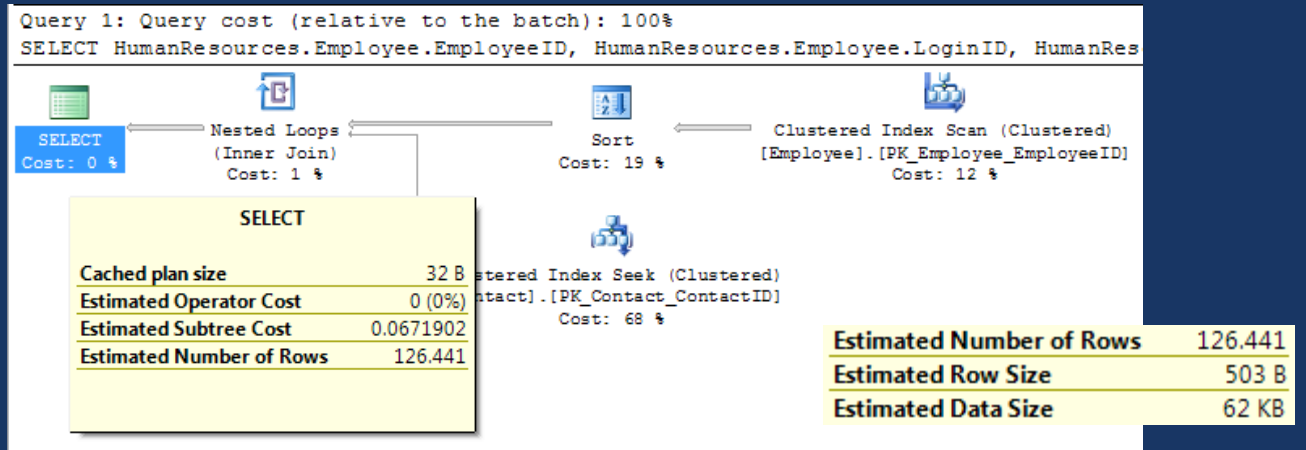 Query 1: Query cost (relative to the batch): 100%
SELECT HumanResources.Employee.EmployeeID, HumanResources.Employee.LoginID, HumanRes
SELECT
Cost: 0 %
Nested Loops
(Inner Join)
Cost: 1 %
Sort
Cost: 19 %
Clustered Index Scan (Clustered)
[Employee].[PK_Employee_EmployeeID]
Cost: 12 %
SELECT
Cached plan size 32 B
Estimated Operator Cost 0 (0%)
Estimated Subtree Cost 0.0671902
Estimated Number of Rows 126.441
stered Index Seek (Clustered)
ntact].[PK_Contact_ContactID]
Cost: 68 %
Estimated Number of Rows 126.441
Estimated Row Size 503 B
Estimated Data Size 62 KB